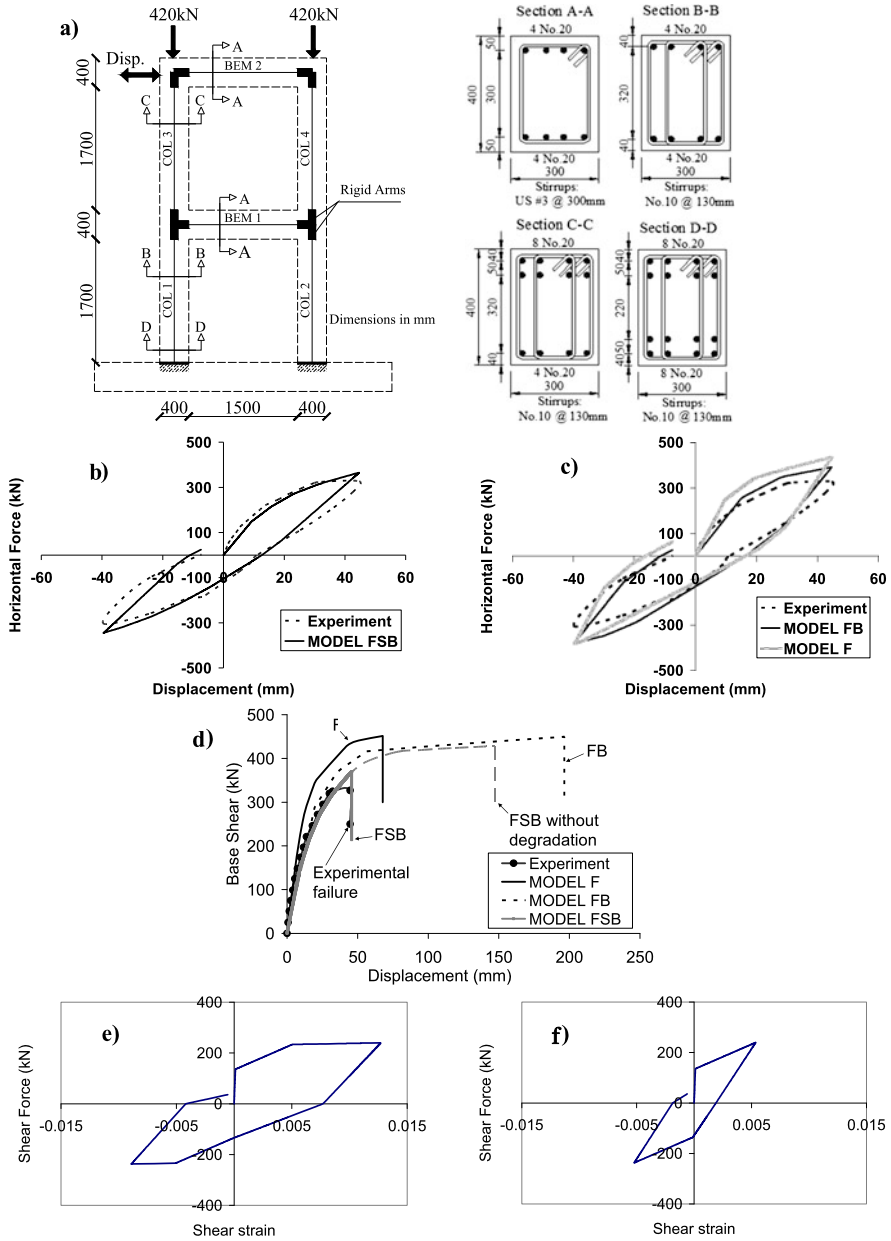 a)
420kN
420kN
Disp.
A
BEM 2
A
C
C
COL 3
COL 4
A
Rigid Arms
BEM 1
A
B
B
COL 1
COL 2
D
D
Dimensions in mm
400
1700
400
1700
400
1500
400
Section A-A
4 No.20
50
400
300
50
4 No.20
300
Stirrups:
US #3 @ 300mm
Section B-B
4 No.20
40
320
40
4 No.20
300
Stirrups:
No.10 @ 130mm
Section C-C
8 No.20
400
40
50
320
40
4 No.20
300
Stirrups:
No.10 @ 130mm
Section D-D
8 No.20
40
50
220
50
40
8 No.20
300
Stirrups:
No.10 @ 130mm
b)
Horizontal Force (kN)
500
300
100
-100
-300
-500
-60 -40 -20 0 20 40 60
Experiment
MODEL FSB
Displacement (mm)
c)
Horizontal Force (kN)
500
300
100
-100
-300
-500
-60 -40 -20 0 20 40 60
Experiment
MODEL FB
MODEL F
Displacement (mm)
d)
Base Shear (kN)
500
400
300
200
100
0
0 50 100 150 200 250
F
FB
FSB
FSB without
degradation
Experimental
failure
Experiment
MODEL F
MODEL FB
MODEL FSB
Displacement (mm)
e)
Shear Force (kN)
400
200
0
-200
-400
-0.015 -0.005 0.005 0.015
Shear strain
f)
Shear Force (kN)
400
200
0
-200
-400
-0.015 -0.005 0.005 0.015
Shear strain